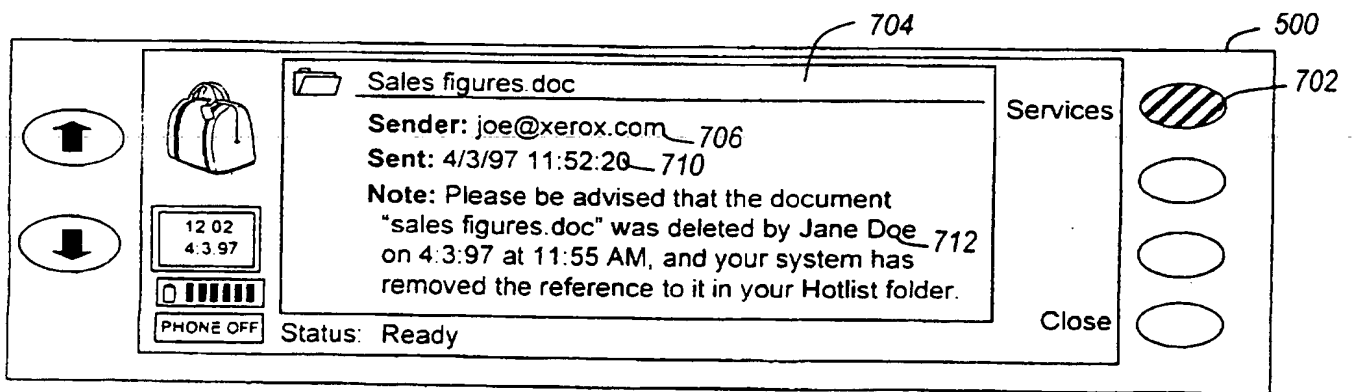 704
500
702
Sales figures.doc
Services
Sender: joe@xerox.com 706
Sent: 4/3/97 11:52:20 710
Note: Please be advised that the document
"sales figures.doc" was deleted by Jane Doe 712
on 4:3:97 at 11:55 AM, and your system has
removed the reference to it in your Hotlist folder.
12 02
4:3.97
PHONE OFF
Status: Ready
Close